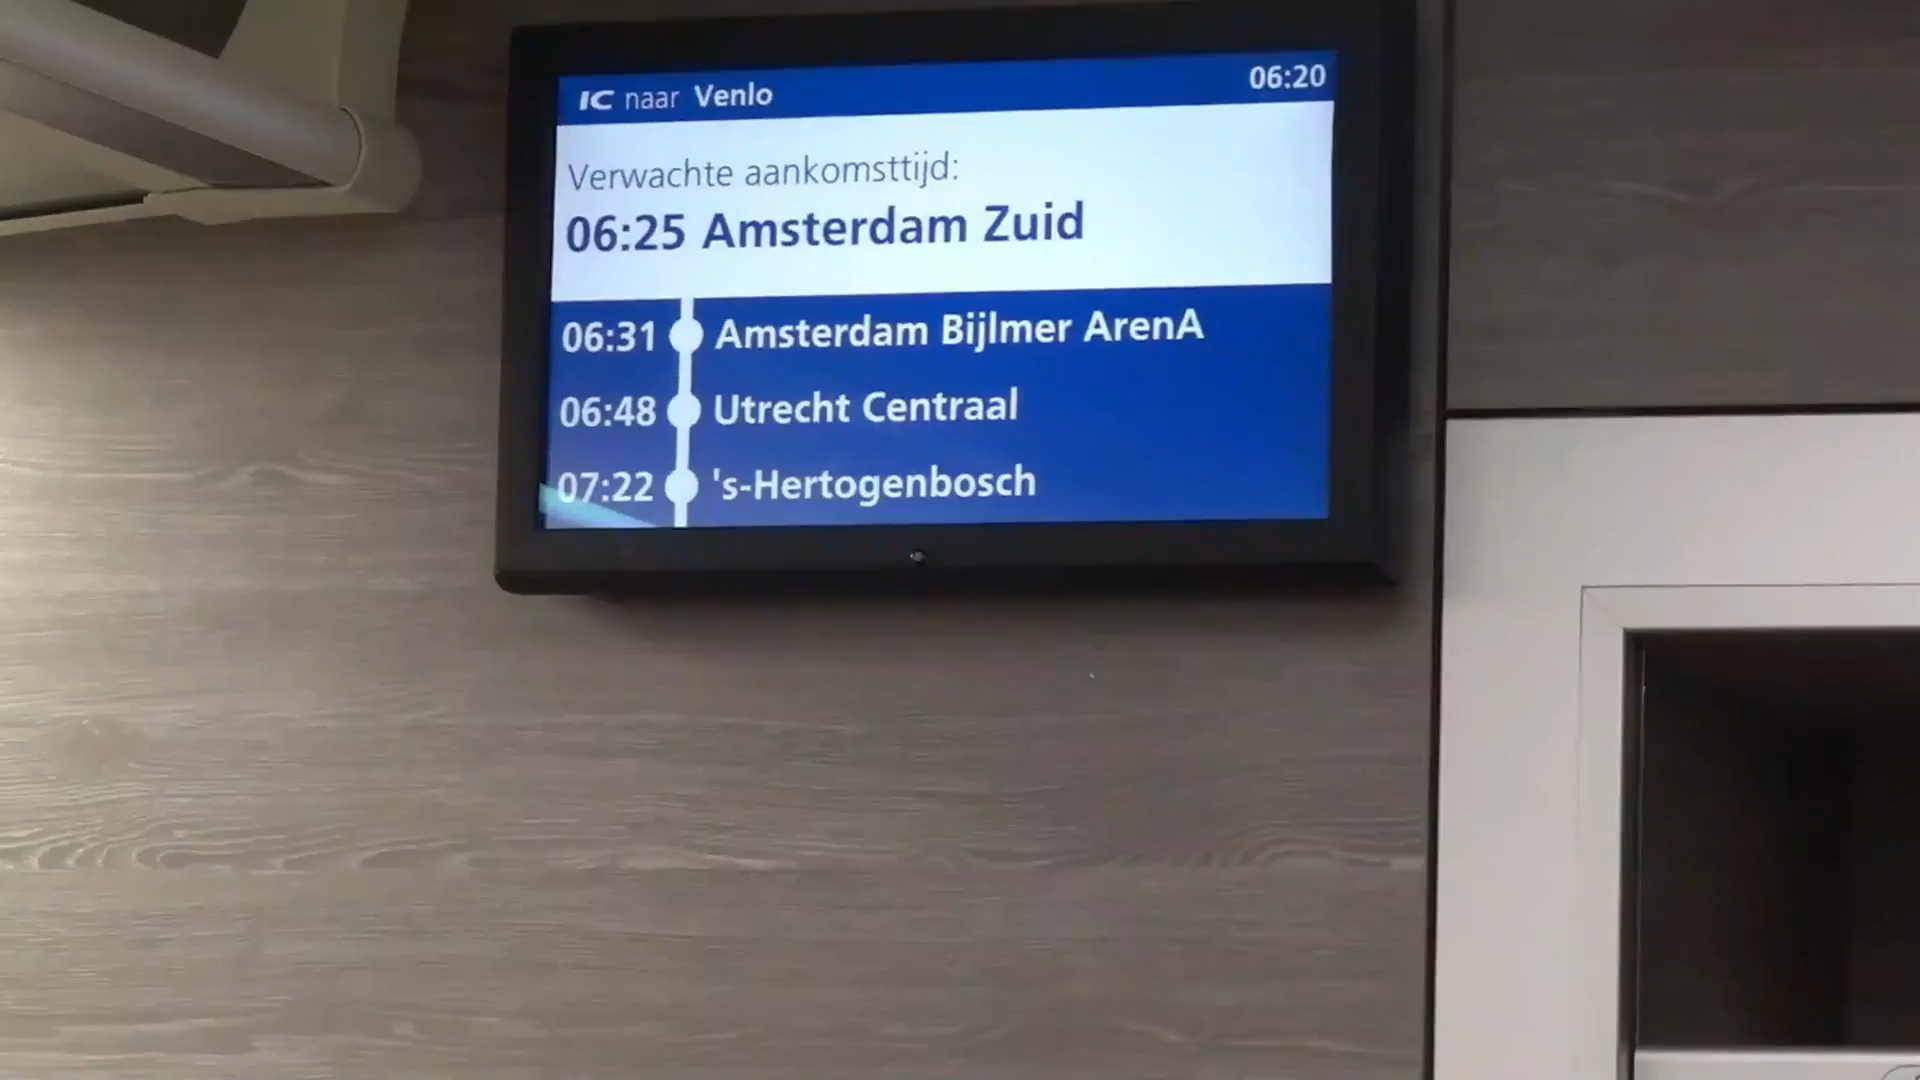 IC naar Venlo 06:20
Verwachte aankomsttijd:
06:25 Amsterdam Zuid
06:31 Amsterdam Bijlmer ArenA
06:48 Utrecht Centraal
07:22 's-Hertogenbosch